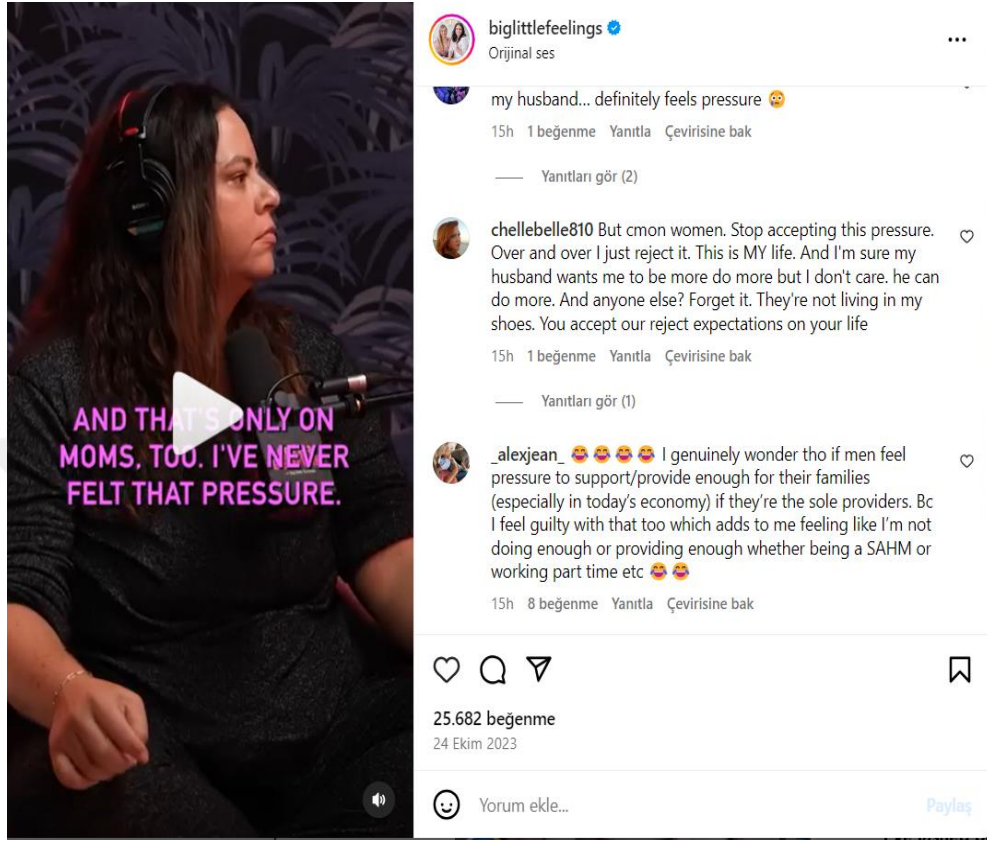 biglittlefeelings
Orijinal ses
my husband... definitely feels pressure 😳
15h 1 beğenme Yanıtla Çevirisine bak
Yanıtları gör (2)
chellebelle810 But cmon women. Stop accepting this pressure.
Over and over I just reject it. This is MY life. And I'm sure my
husband wants me to be more do more but I don't care. he can
do more. And anyone else? Forget it. They're not living in my
shoes. You accept our reject expectations on your life
15h 1 beğenme Yanıtla Çevirisine bak
Yanıtları gör (1)
_alexjean_ 😂😂😂😂 I genuinely wonder tho if men feel
pressure to support/provide enough for their families
(especially in today's economy) if they're the sole providers. Bc
I feel guilty with that too which adds to me feeling like I'm not
doing enough or providing enough whether being a SAHM or
working part time etc 😂😂
15h 8 beğenme Yanıtla Çevirisine bak
25.682 beğenme
24 Ekim 2023
Yorum ekle...
Paylaş
AND THAT'S ONLY ON
MOMS, TOO. I'VE NEVER
FELT THAT PRESSURE.